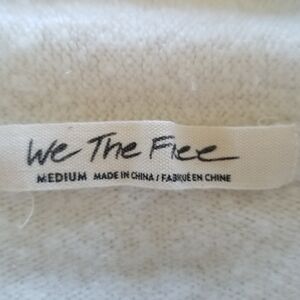 We The Free
MEDIUM MADE IN CHINA / FABRIQUÉ EN CHINE